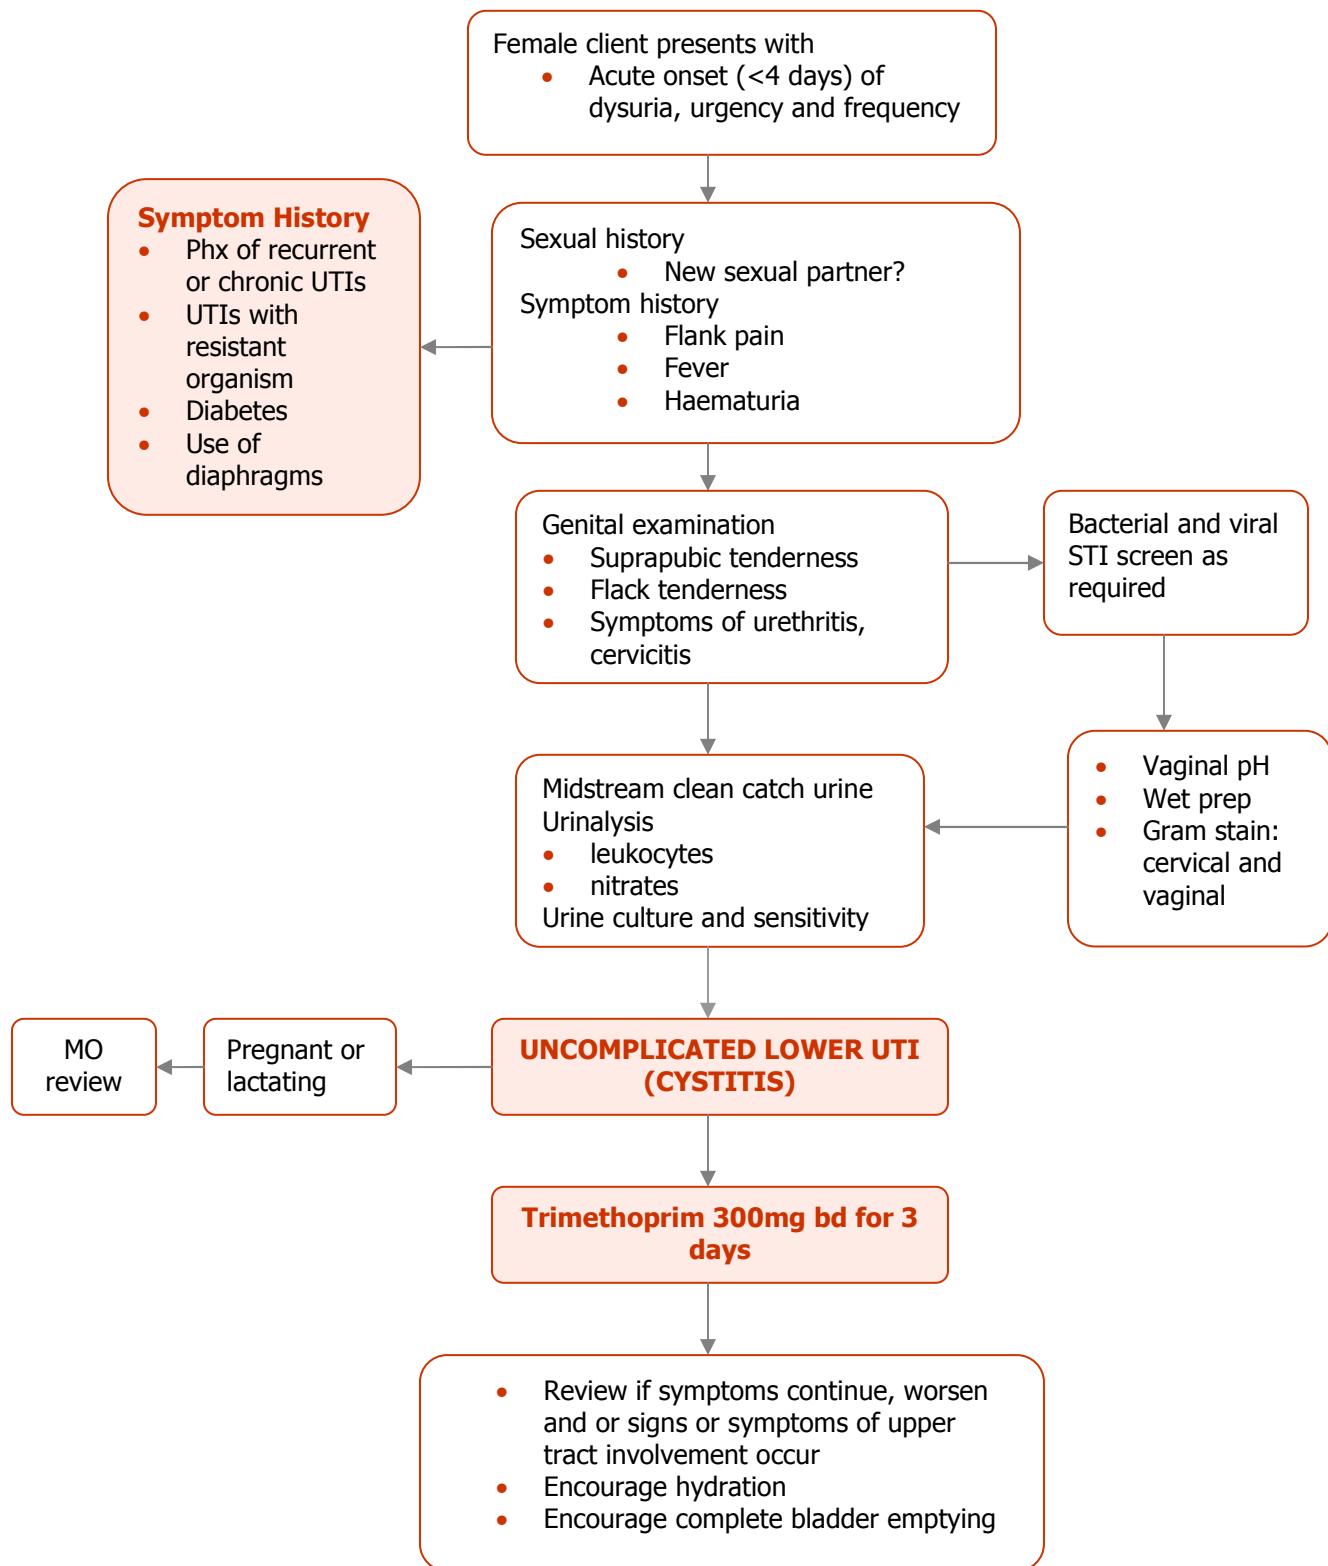 Female client presents with
• Acute onset (<4 days) of
dysuria, urgency and frequency
Symptom History
• Phx of recurrent
or chronic UTIs
• UTIs with
resistant
organism
• Diabetes
• Use of
diaphragms
Sexual history
• New sexual partner?
Symptom history
• Flank pain
• Fever
• Haematuria
Genital examination
• Suprapubic tenderness
• Flack tenderness
• Symptoms of urethritis,
cervicitis
Bacterial and viral
STI screen as
required
• Vaginal pH
• Wet prep
• Gram stain:
cervical and
vaginal
Midstream clean catch urine
Urinalysis
• leukocytes
• nitrates
Urine culture and sensitivity
MO
review
Pregnant or
lactating
UNCOMPLICATED LOWER UTI
(CYSTITIS)
Trimethoprim 300mg bd for 3
days
• Review if symptoms continue, worsen
and or signs or symptoms of upper
tract involvement occur
• Encourage hydration
• Encourage complete bladder emptying